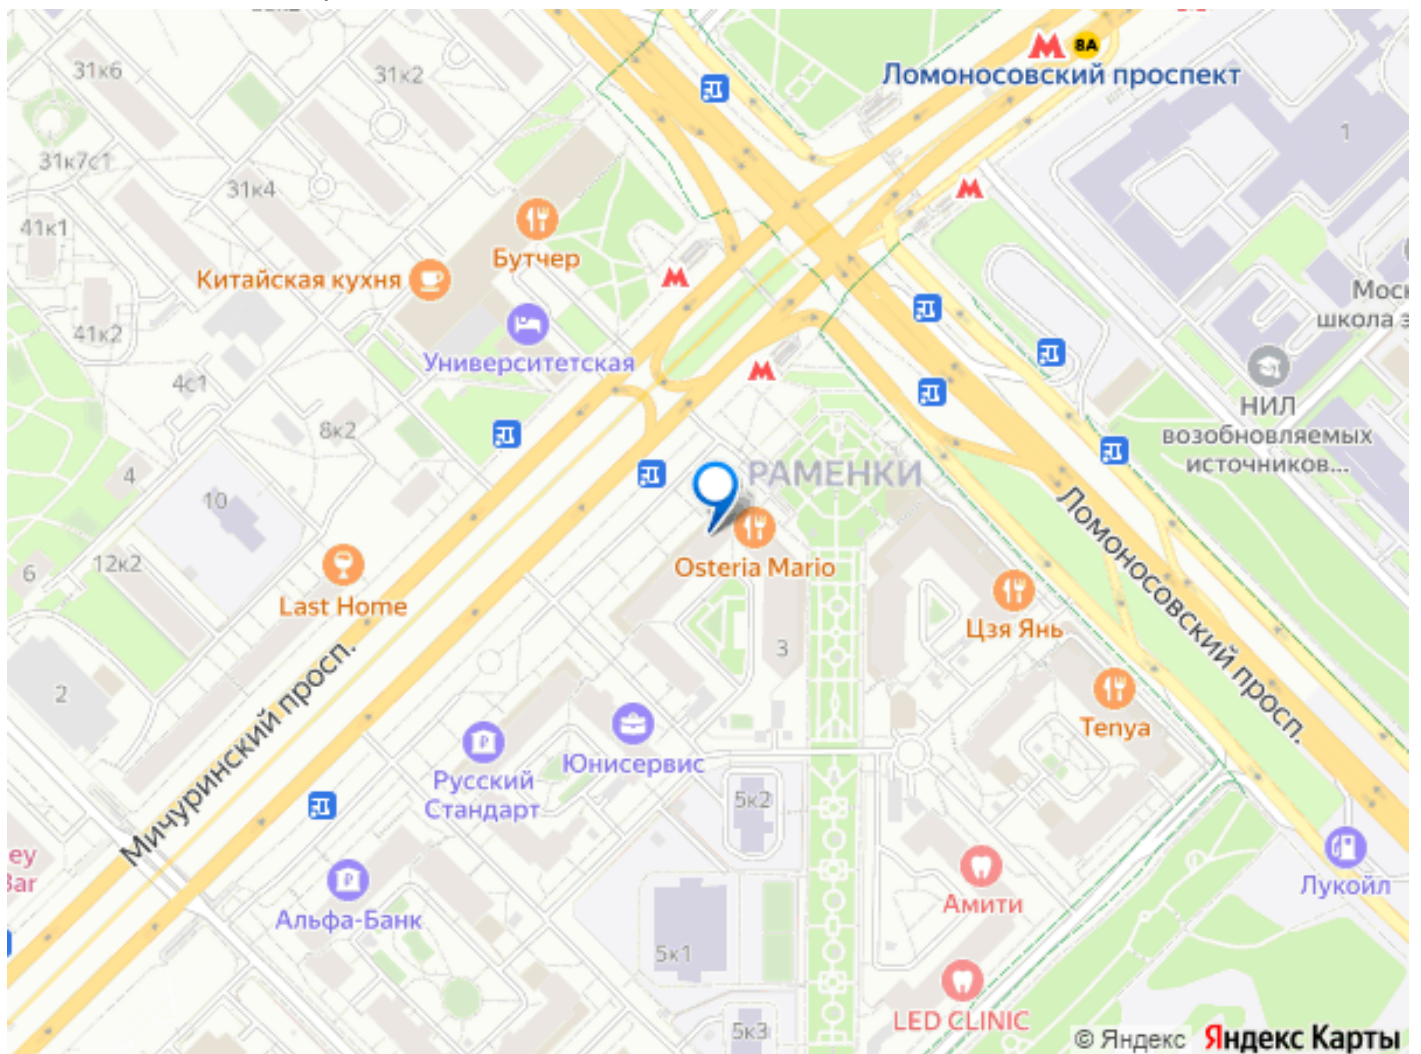 31к6
31к2
8А
Ломоносовский проспект
1
31к7с1
31к4
41к1
Бутчер
Китайская кухня
41к2
Университетская
школа
4с1
НИЛ
возобновляемых
источников...
8к2
4
10
РАМЕНКИ
Ломоносовский просп.
12к2
6
Last Home
Osteria Mario
Цзя Янь
3
2
Мичуринский просп.
Tenya
Юнисервис
Русский
Стандарт
5к2
Лукойл
Альфа-Банк
Амити
5к1
LED CLINIC
5к3
© Яндекс Яндекс Карты